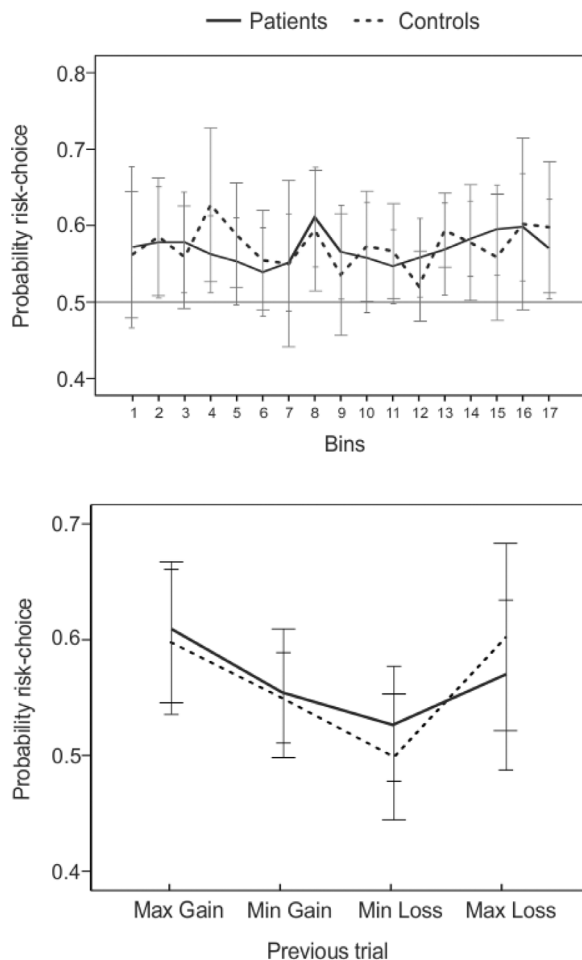 Patients Controls
0.8
0.7
0.6
0.5
0.4
Probability risk-choice
1 2 3 4 5 6 7 8 9 10 11 12 13 14 15 16 17
Bins
0.7
0.6
0.5
0.4
Probability risk-choice
Max Gain Min Gain Min Loss Max Loss
Previous trial